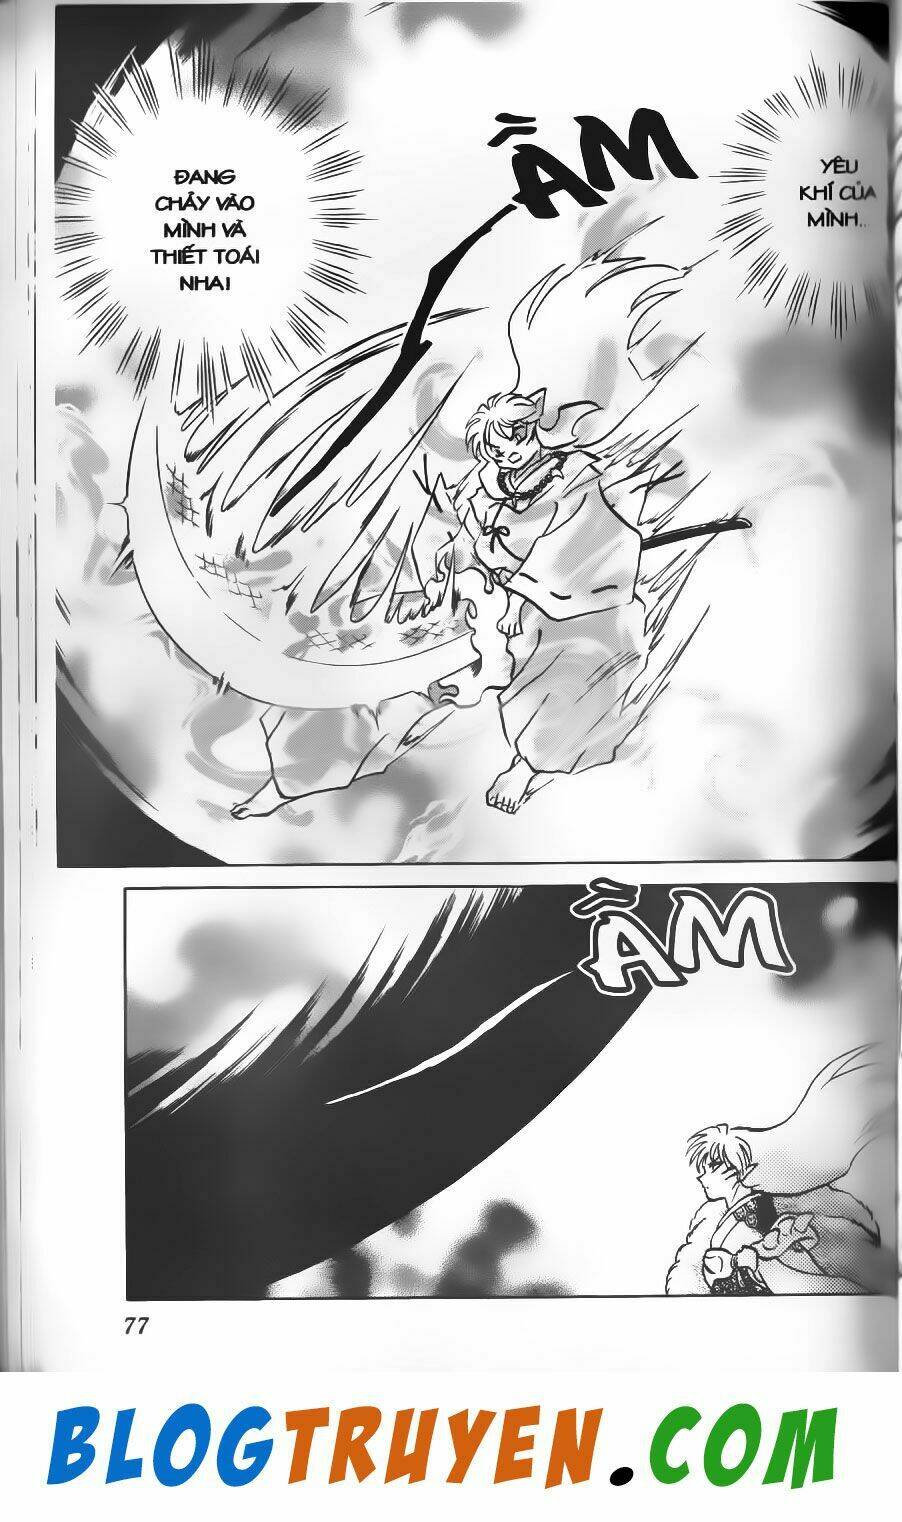 YÊU
KHÍ CỦA
MÌNH...
ẦM
ĐANG
CHẢY VÀO
MÌNH VÀ
THIẾT TOÁI
NHA!
ẦM
77
BLOGTRUYEN.COM